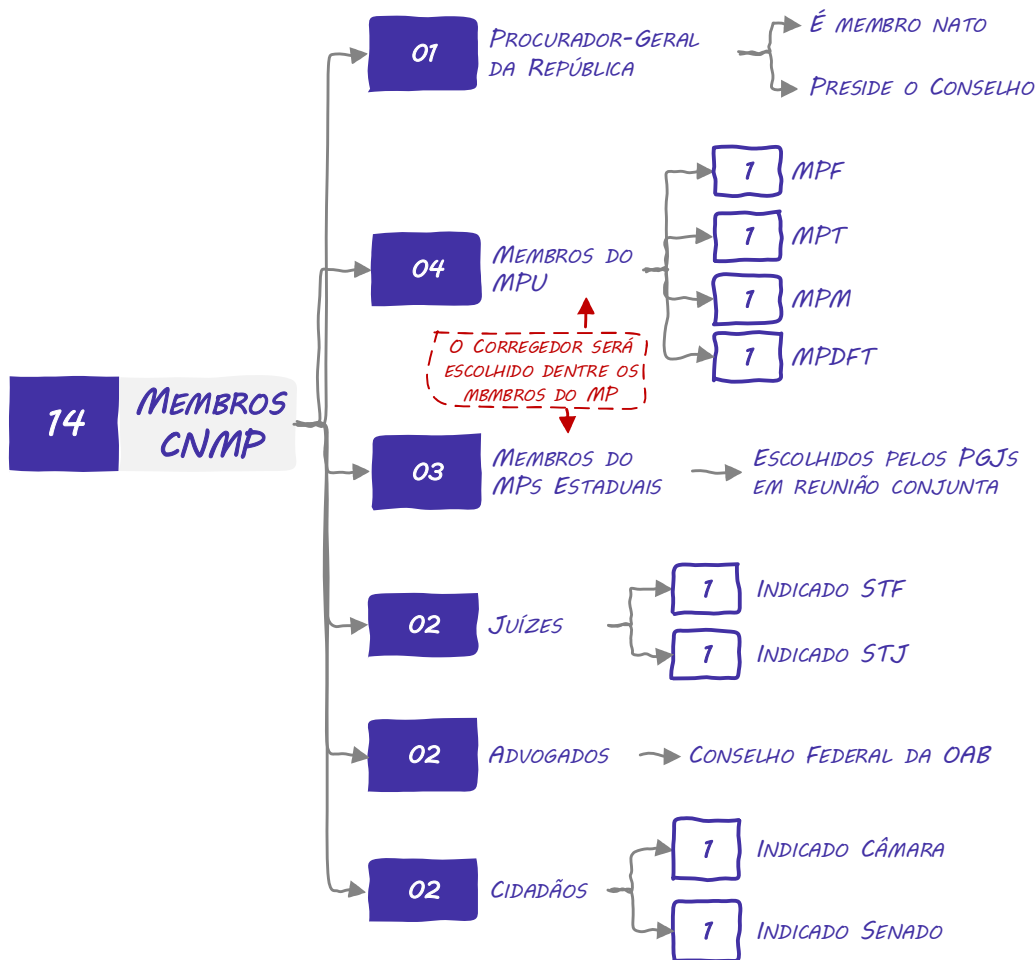 14
Membros
CNMP
01
Procurador-Geral
da República
É membro nato
Preside o Conselho
04
Membros do
MPU
1
MPF
1
MPT
1
MPM
1
MPDFT
O Corregedor será
escolhido dentre os
mbmbros do MP
03
Membros do
MPs Estaduais
Escolhidos pelos PGJs
em reunião conjunta
02
Juízes
1
Indicado STF
1
Indicado STJ
02
Advogados
Conselho Federal da OAB
02
Cidadãos
1
Indicado Câmara
1
Indicado Senado